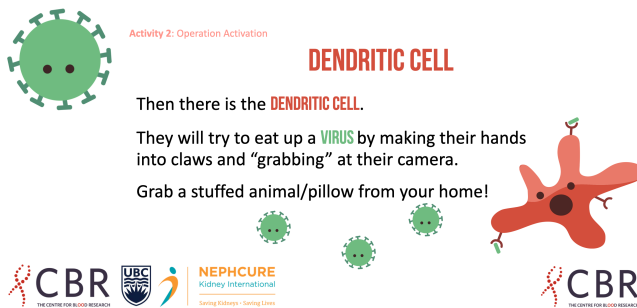 Activity 2: Operation Activation
DENDRITIC CELL
Then there is the DENDRITIC CELL.
They will try to eat up a VIRUS by making their hands
into claws and “grabbing” at their camera.
Grab a stuffed animal/pillow from your home!
CBR
THE CENTRE FOR BLOOD RESEARCH
UBC
NEPHCURE
Kidney International
Saving Kidneys · Saving Lives
CBR
THE CENTRE FOR BLOOD RESEARCH